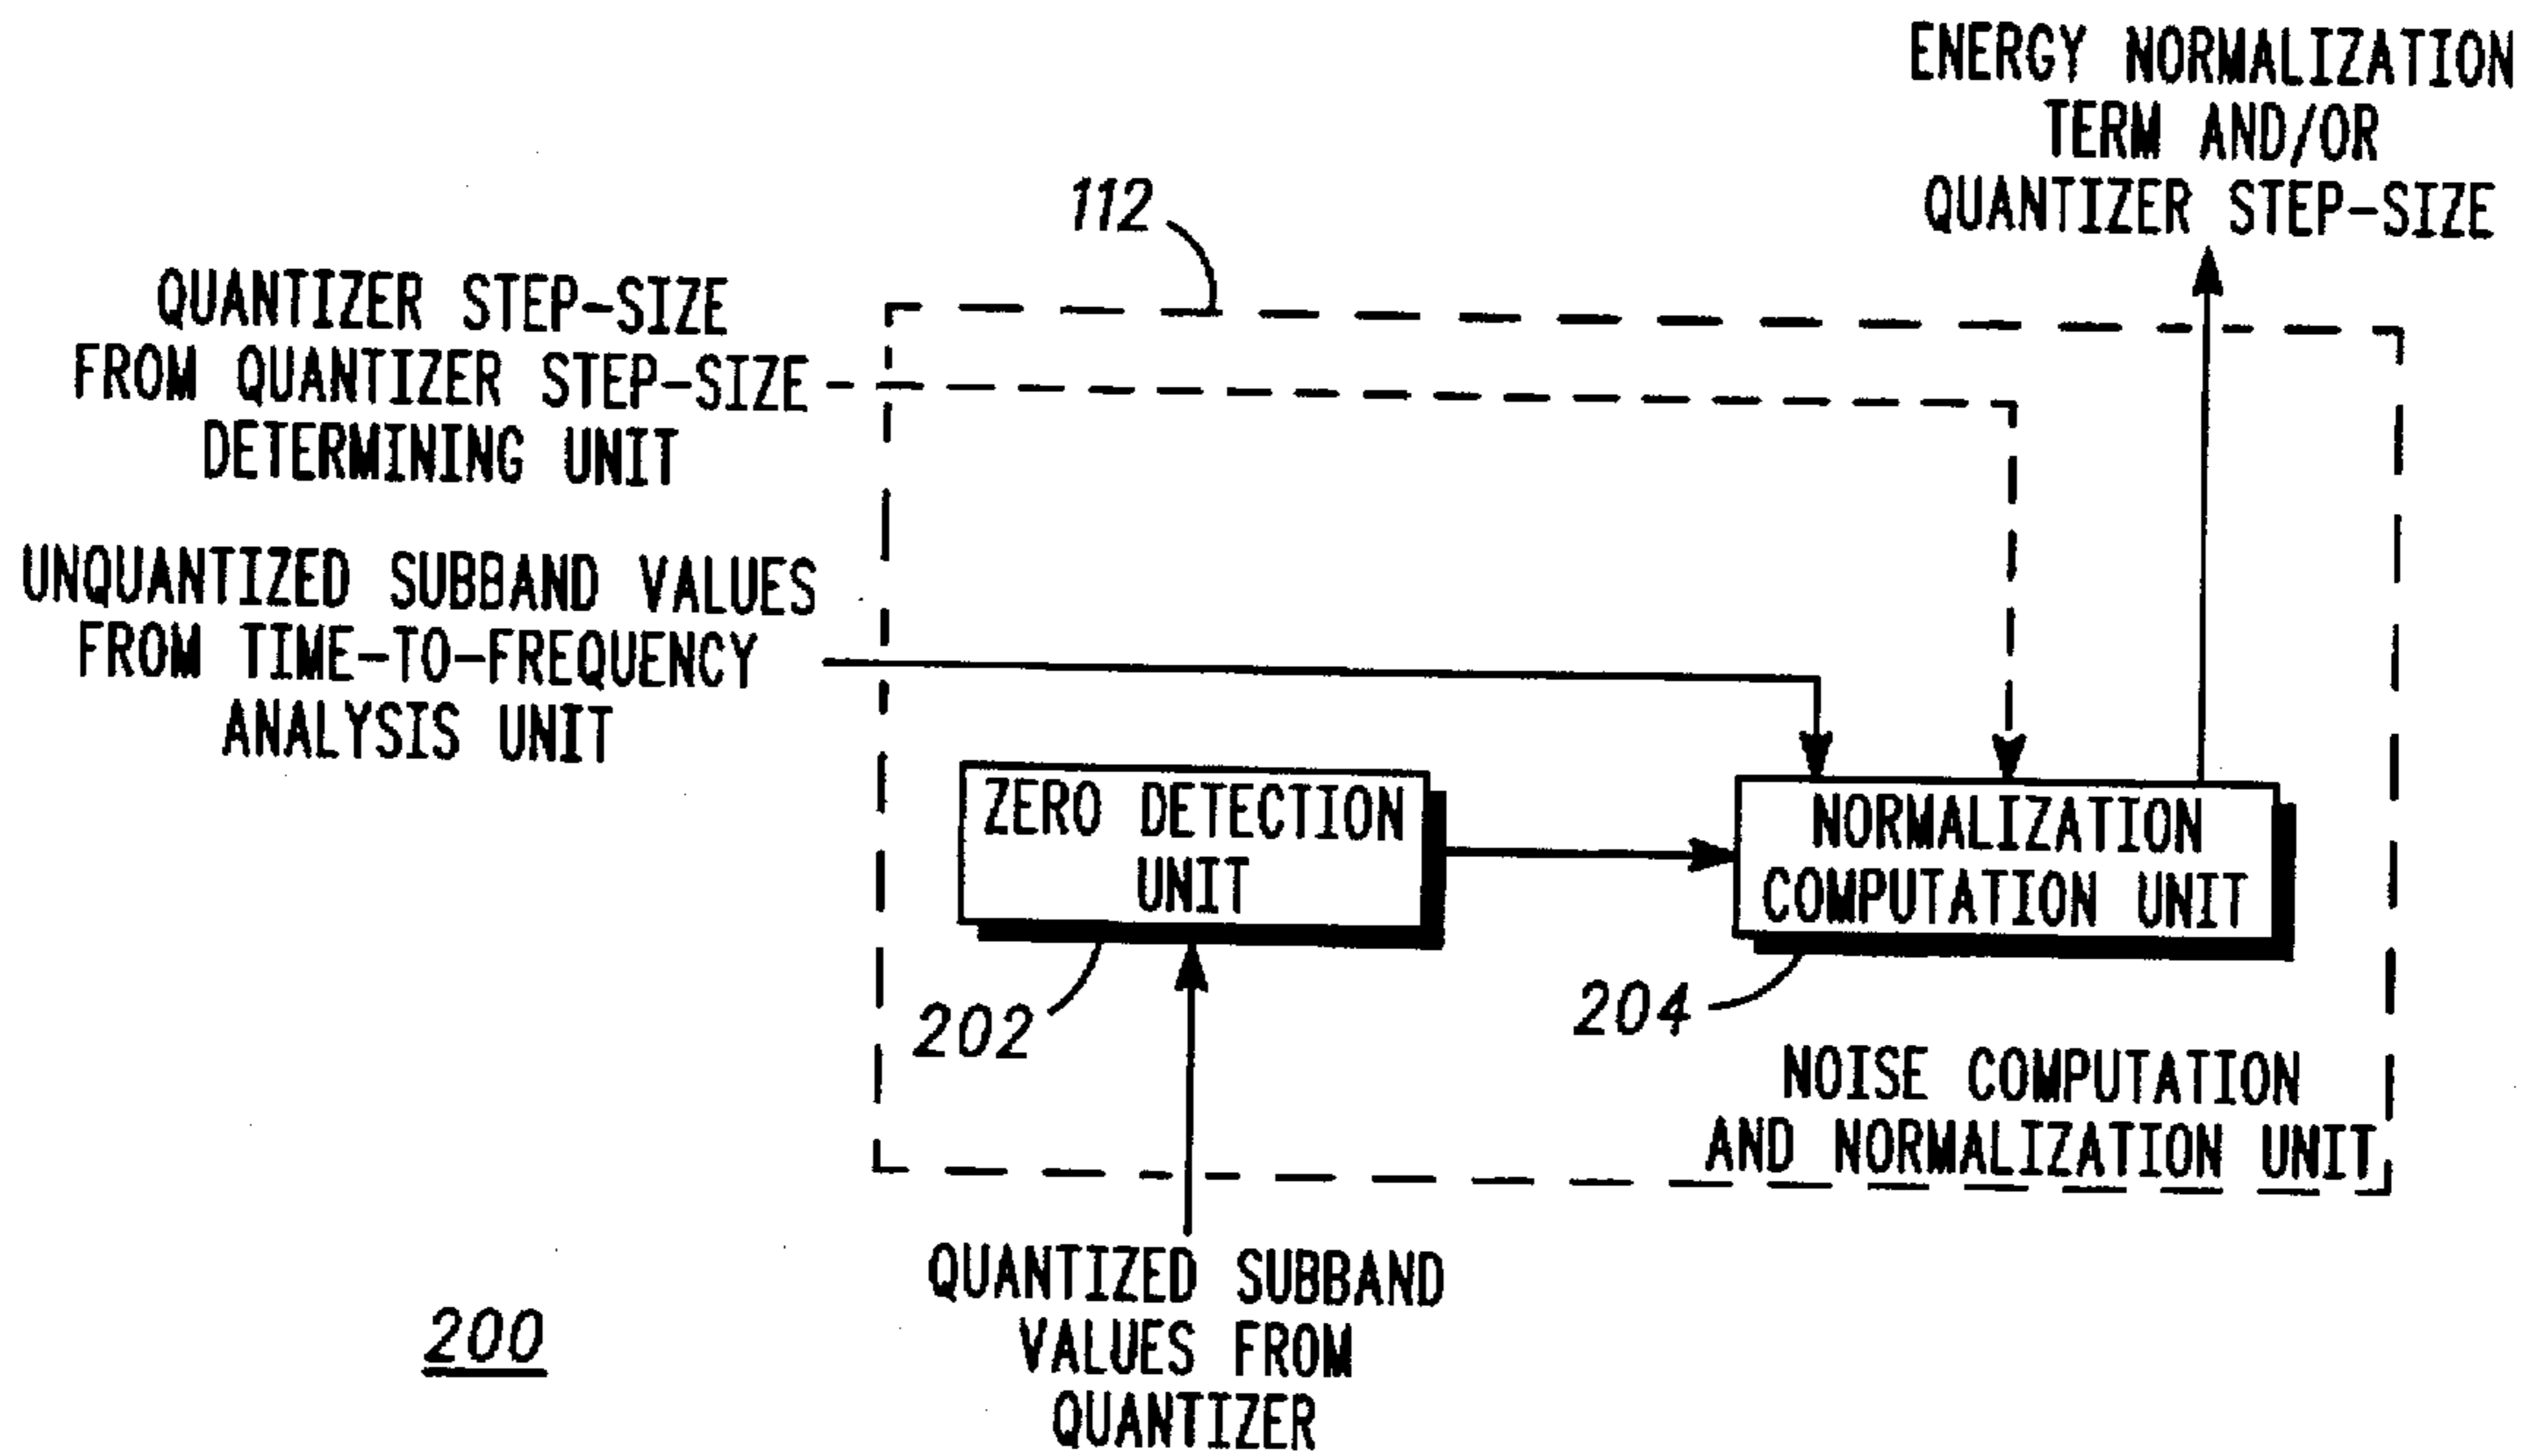 ENERGY NORMALIZATION
TERM AND/OR
QUANTIZER STEP-SIZE
112
QUANTIZER STEP-SIZE
FROM QUANTIZER STEP-SIZE
DETERMINING UNIT
UNQUANTIZED SUBBAND VALUES
FROM TIME-TO-FREQUENCY
ANALYSIS UNIT
ZERO DETECTION
UNIT
NORMALIZATION
COMPUTATION UNIT
202
204
NOISE COMPUTATION
AND NORMALIZATION UNIT
QUANTIZED SUBBAND
VALUES FROM
QUANTIZER
200